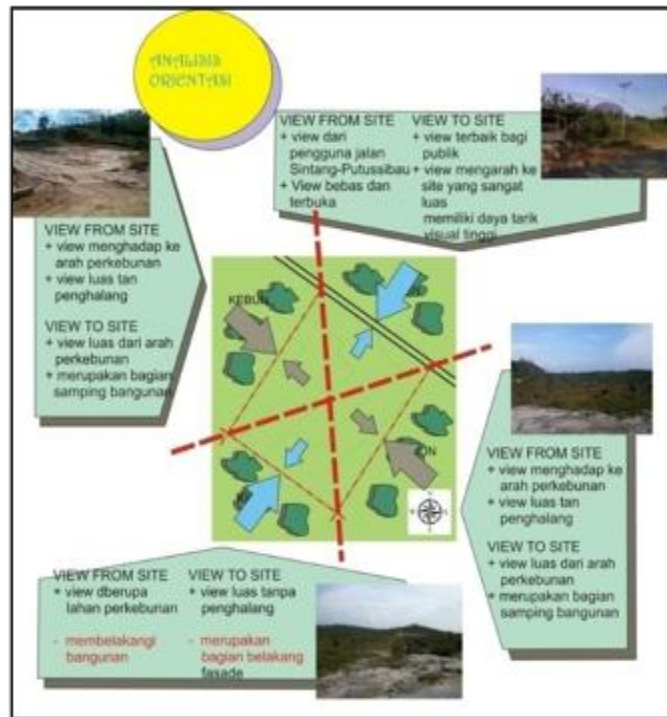 ANALISIS
ORIENTASI
VIEW FROM SITE
+ view dari
pengguna jalan
Sintang-Putussibau
+ View bebas dan
terbuka
VIEW TO SITE
+ view terbaik bagi
publik
+ view mengarah ke
site yang sangat
luas
memiliki daya tarik
visual tinggi
VIEW FROM SITE
+ view menghadap ke
arah perkebunan
+ view luas tan
penghalang
VIEW TO SITE
+ view luas dari arah
perkebunan
+ merupakan bagian
samping bangunan
KEBUN
VIEW FROM SITE
+ view menghadap ke
arah perkebunan
+ view luas tan
penghalang
VIEW TO SITE
+ view luas dari arah
perkebunan
+ merupakan bagian
samping bangunan
VIEW FROM SITE
+ view dberupa
lahan perkebunan
- membelakangi
bangunan
VIEW TO SITE
+ view luas tanpa
penghalang
- merupakan
bagian belakang
fasade